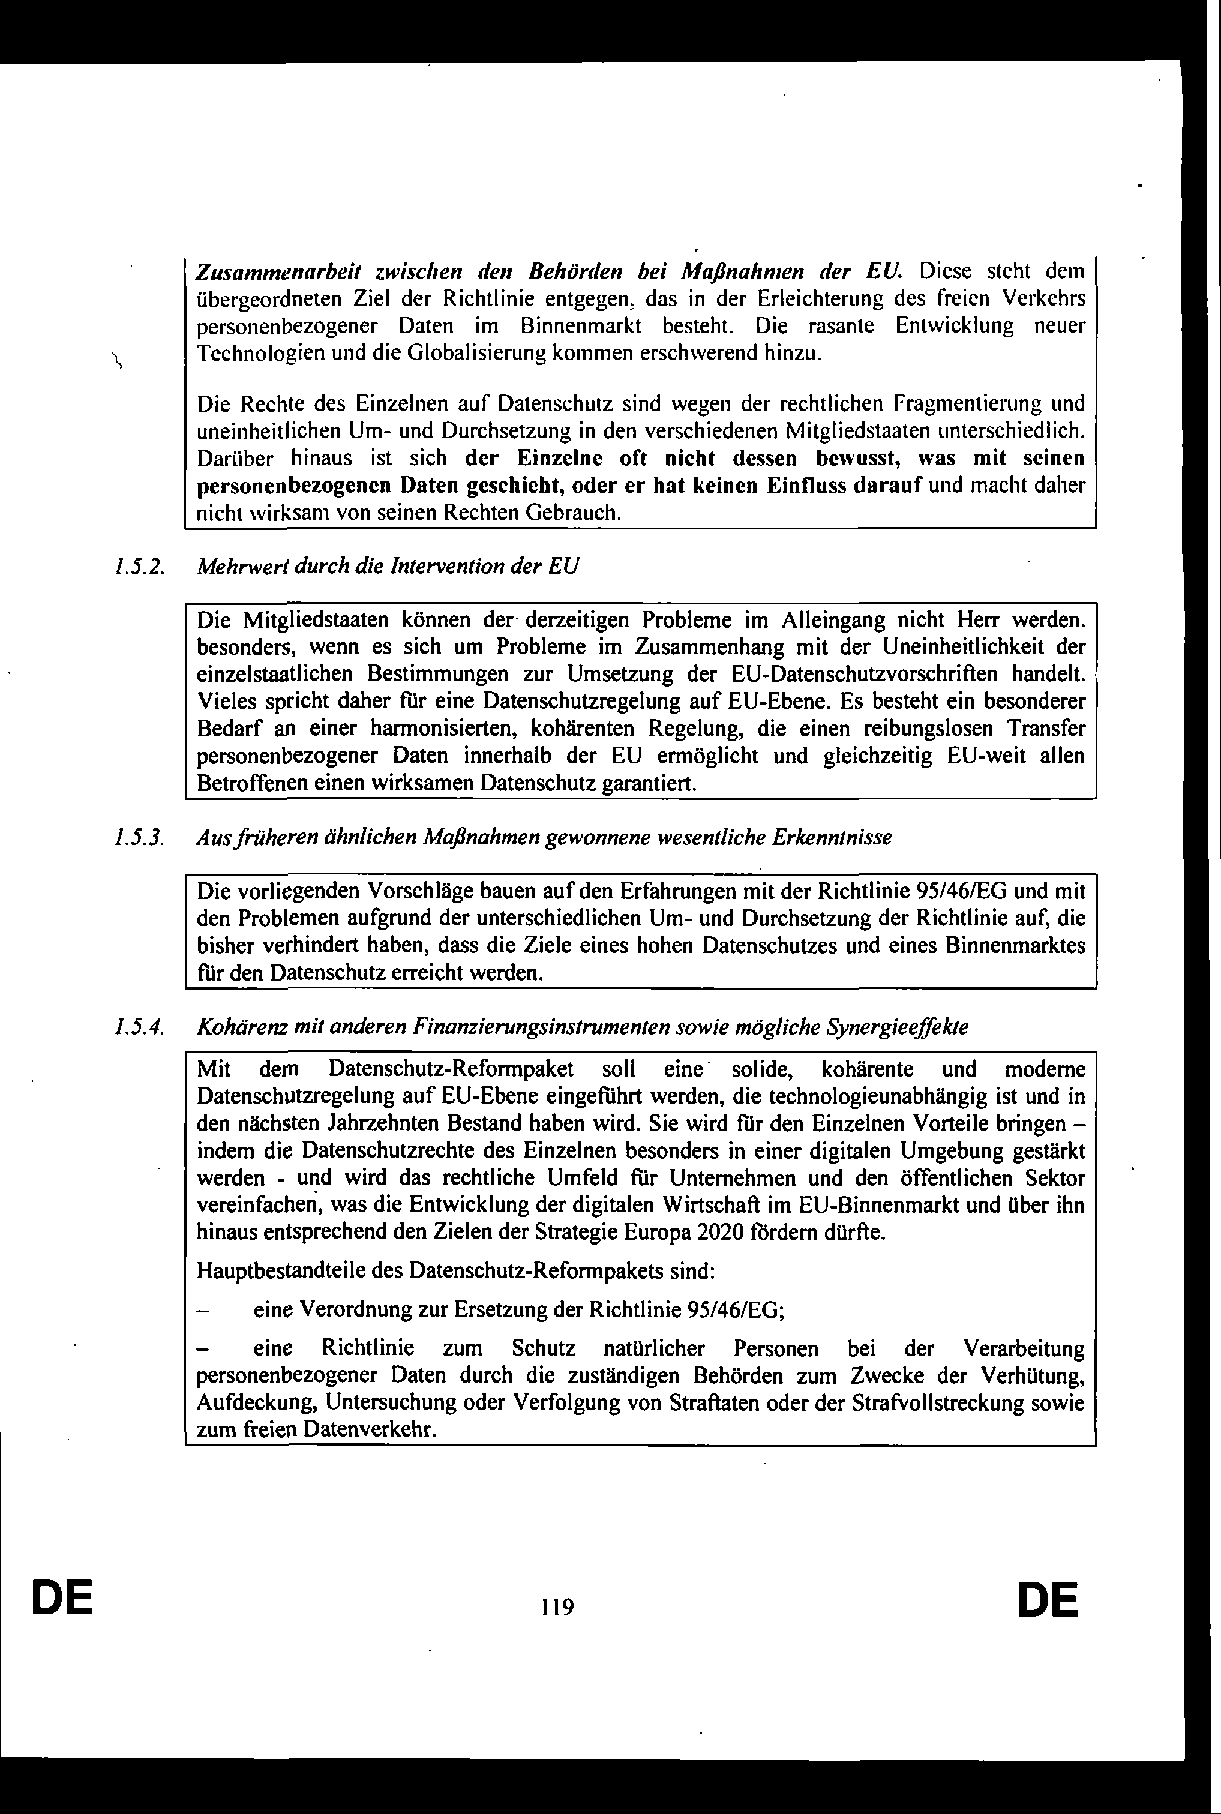 Zusammenarbeit zwischen den Behörden bei Maßnahmen der EU. Diese steht dem
übergeordneten Ziel der Richtlinie entgegen, das in der Erleichterung des freien Verkehrs
personenbezogener Daten im Binnenmarkt besteht. Die rasante Entwicklung neuer
Technologien und die Globalisierung kommen erschwerend hinzu.
Die Rechte des Einzelnen auf Datenschutz sind wegen der rechtlichen Fragmentierung und
uneinheitlichen Um- und Durchsetzung in den verschiedenen Mitgliedstaaten unterschiedlich.
Darüber hinaus ist sich der Einzelne oft nicht dessen bewusst, was mit seinen
personenbezogenen Daten geschieht, oder er hat keinen Einfluss darauf und macht daher
nicht wirksam von seinen Rechten Gebrauch.
1.5.2. Mehrwert durch die Intervention der EU
Die Mitgliedstaaten können der derzeitigen Probleme im Alleingang nicht Herr werden.
besonders, wenn es sich um Probleme im Zusammenhang mit der Uneinheitlichkeit der
einzelstaatlichen Bestimmungen zur Umsetzung der EU-Datenschutzvorschriften handelt.
Vieles spricht daher für eine Datenschutzregelung auf EU-Ebene. Es besteht ein besonderer
Bedarf an einer harmonisierten, kohärenten Regelung, die einen reibungslosen Transfer
personenbezogener Daten innerhalb der EU ermöglicht und gleichzeitig EU-weit allen
Betroffenen einen wirksamen Datenschutz garantiert.
1.5.3. Aus früheren ähnlichen Maßnahmen gewonnene wesentliche Erkenntnisse
Die vorliegenden Vorschläge bauen auf den Erfahrungen mit der Richtlinie 95/46/EG und mit
den Problemen aufgrund der unterschiedlichen Um- und Durchsetzung der Richtlinie auf, die
bisher verhindert haben, dass die Ziele eines hohen Datenschutzes und eines Binnenmarktes
für den Datenschutz erreicht werden.
1.5.4. Kohärenz mit anderen Finanzierungsinstrumenten sowie mögliche Synergieeffekte
Mit dem Datenschutz-Reformpaket soll eine solide, kohärente und moderne
Datenschutzregelung auf EU-Ebene eingeführt werden, die technologieunabhängig ist und in
den nächsten Jahrzehnten Bestand haben wird. Sie wird für den Einzelnen Vorteile bringen –
indem die Datenschutzrechte des Einzelnen besonders in einer digitalen Umgebung gestärkt
werden - und wird das rechtliche Umfeld für Unternehmen und den öffentlichen Sektor
vereinfachen, was die Entwicklung der digitalen Wirtschaft im EU-Binnenmarkt und über ihn
hinaus entsprechend den Zielen der Strategie Europa 2020 fördern dürfte.
Hauptbestandteile des Datenschutz-Reformpakets sind:
– eine Verordnung zur Ersetzung der Richtlinie 95/46/EG;
– eine Richtlinie zum Schutz natürlicher Personen bei der Verarbeitung
personenbezogener Daten durch die zuständigen Behörden zum Zwecke der Verhütung,
Aufdeckung, Untersuchung oder Verfolgung von Straftaten oder der Strafvollstreckung sowie
zum freien Datenverkehr.
DE 119 DE